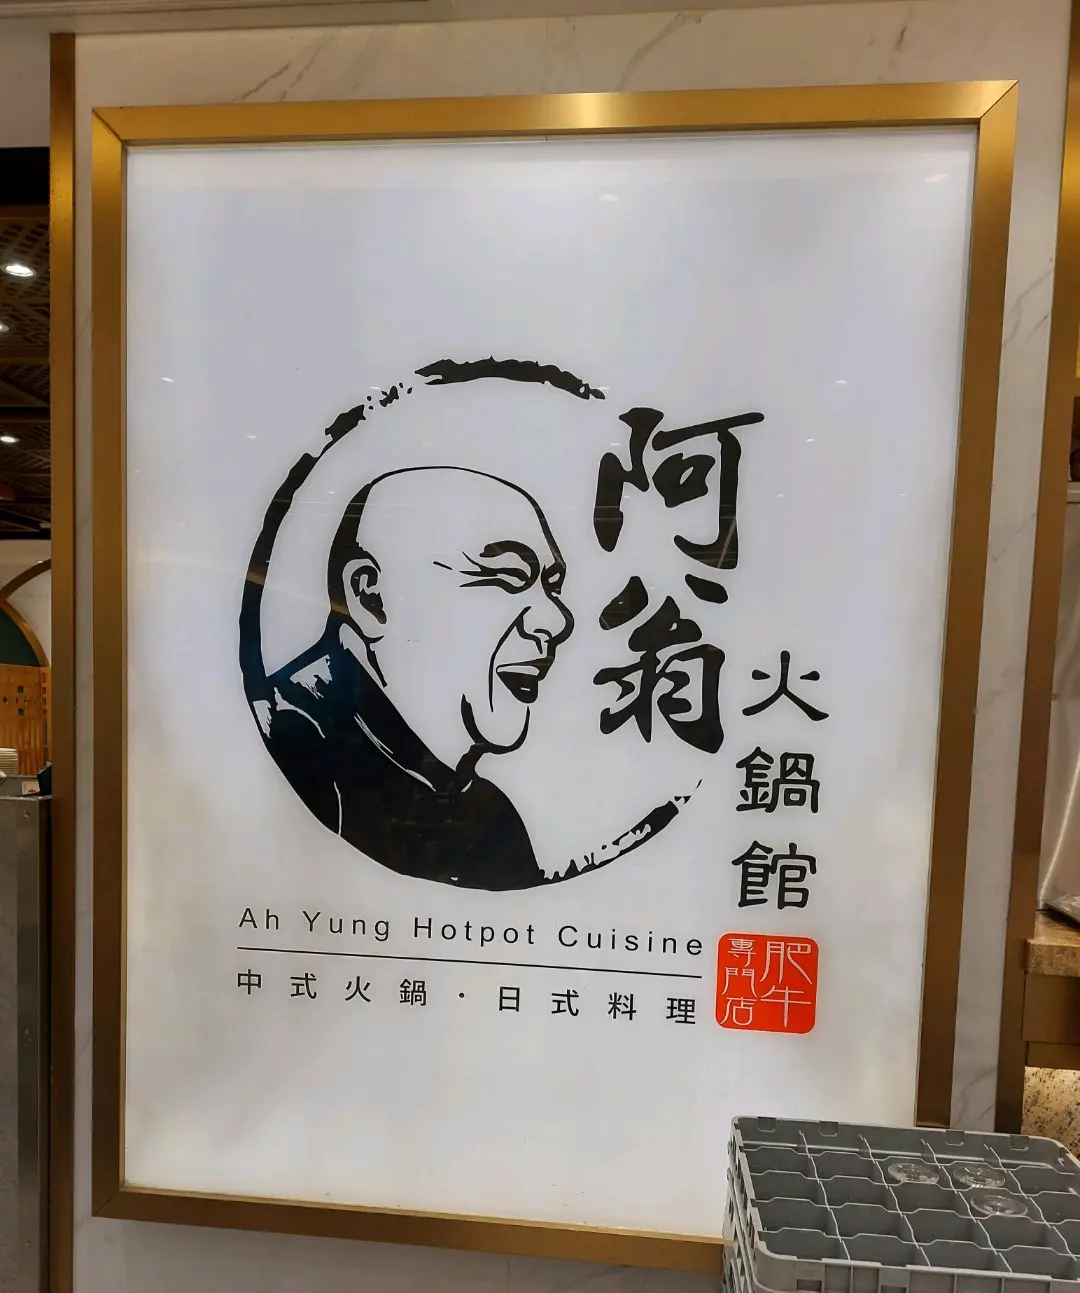 阿翁
火鍋館
Ah Yung Hotpot Cuisine
中式火鍋·日式料理
肥牛
專門店